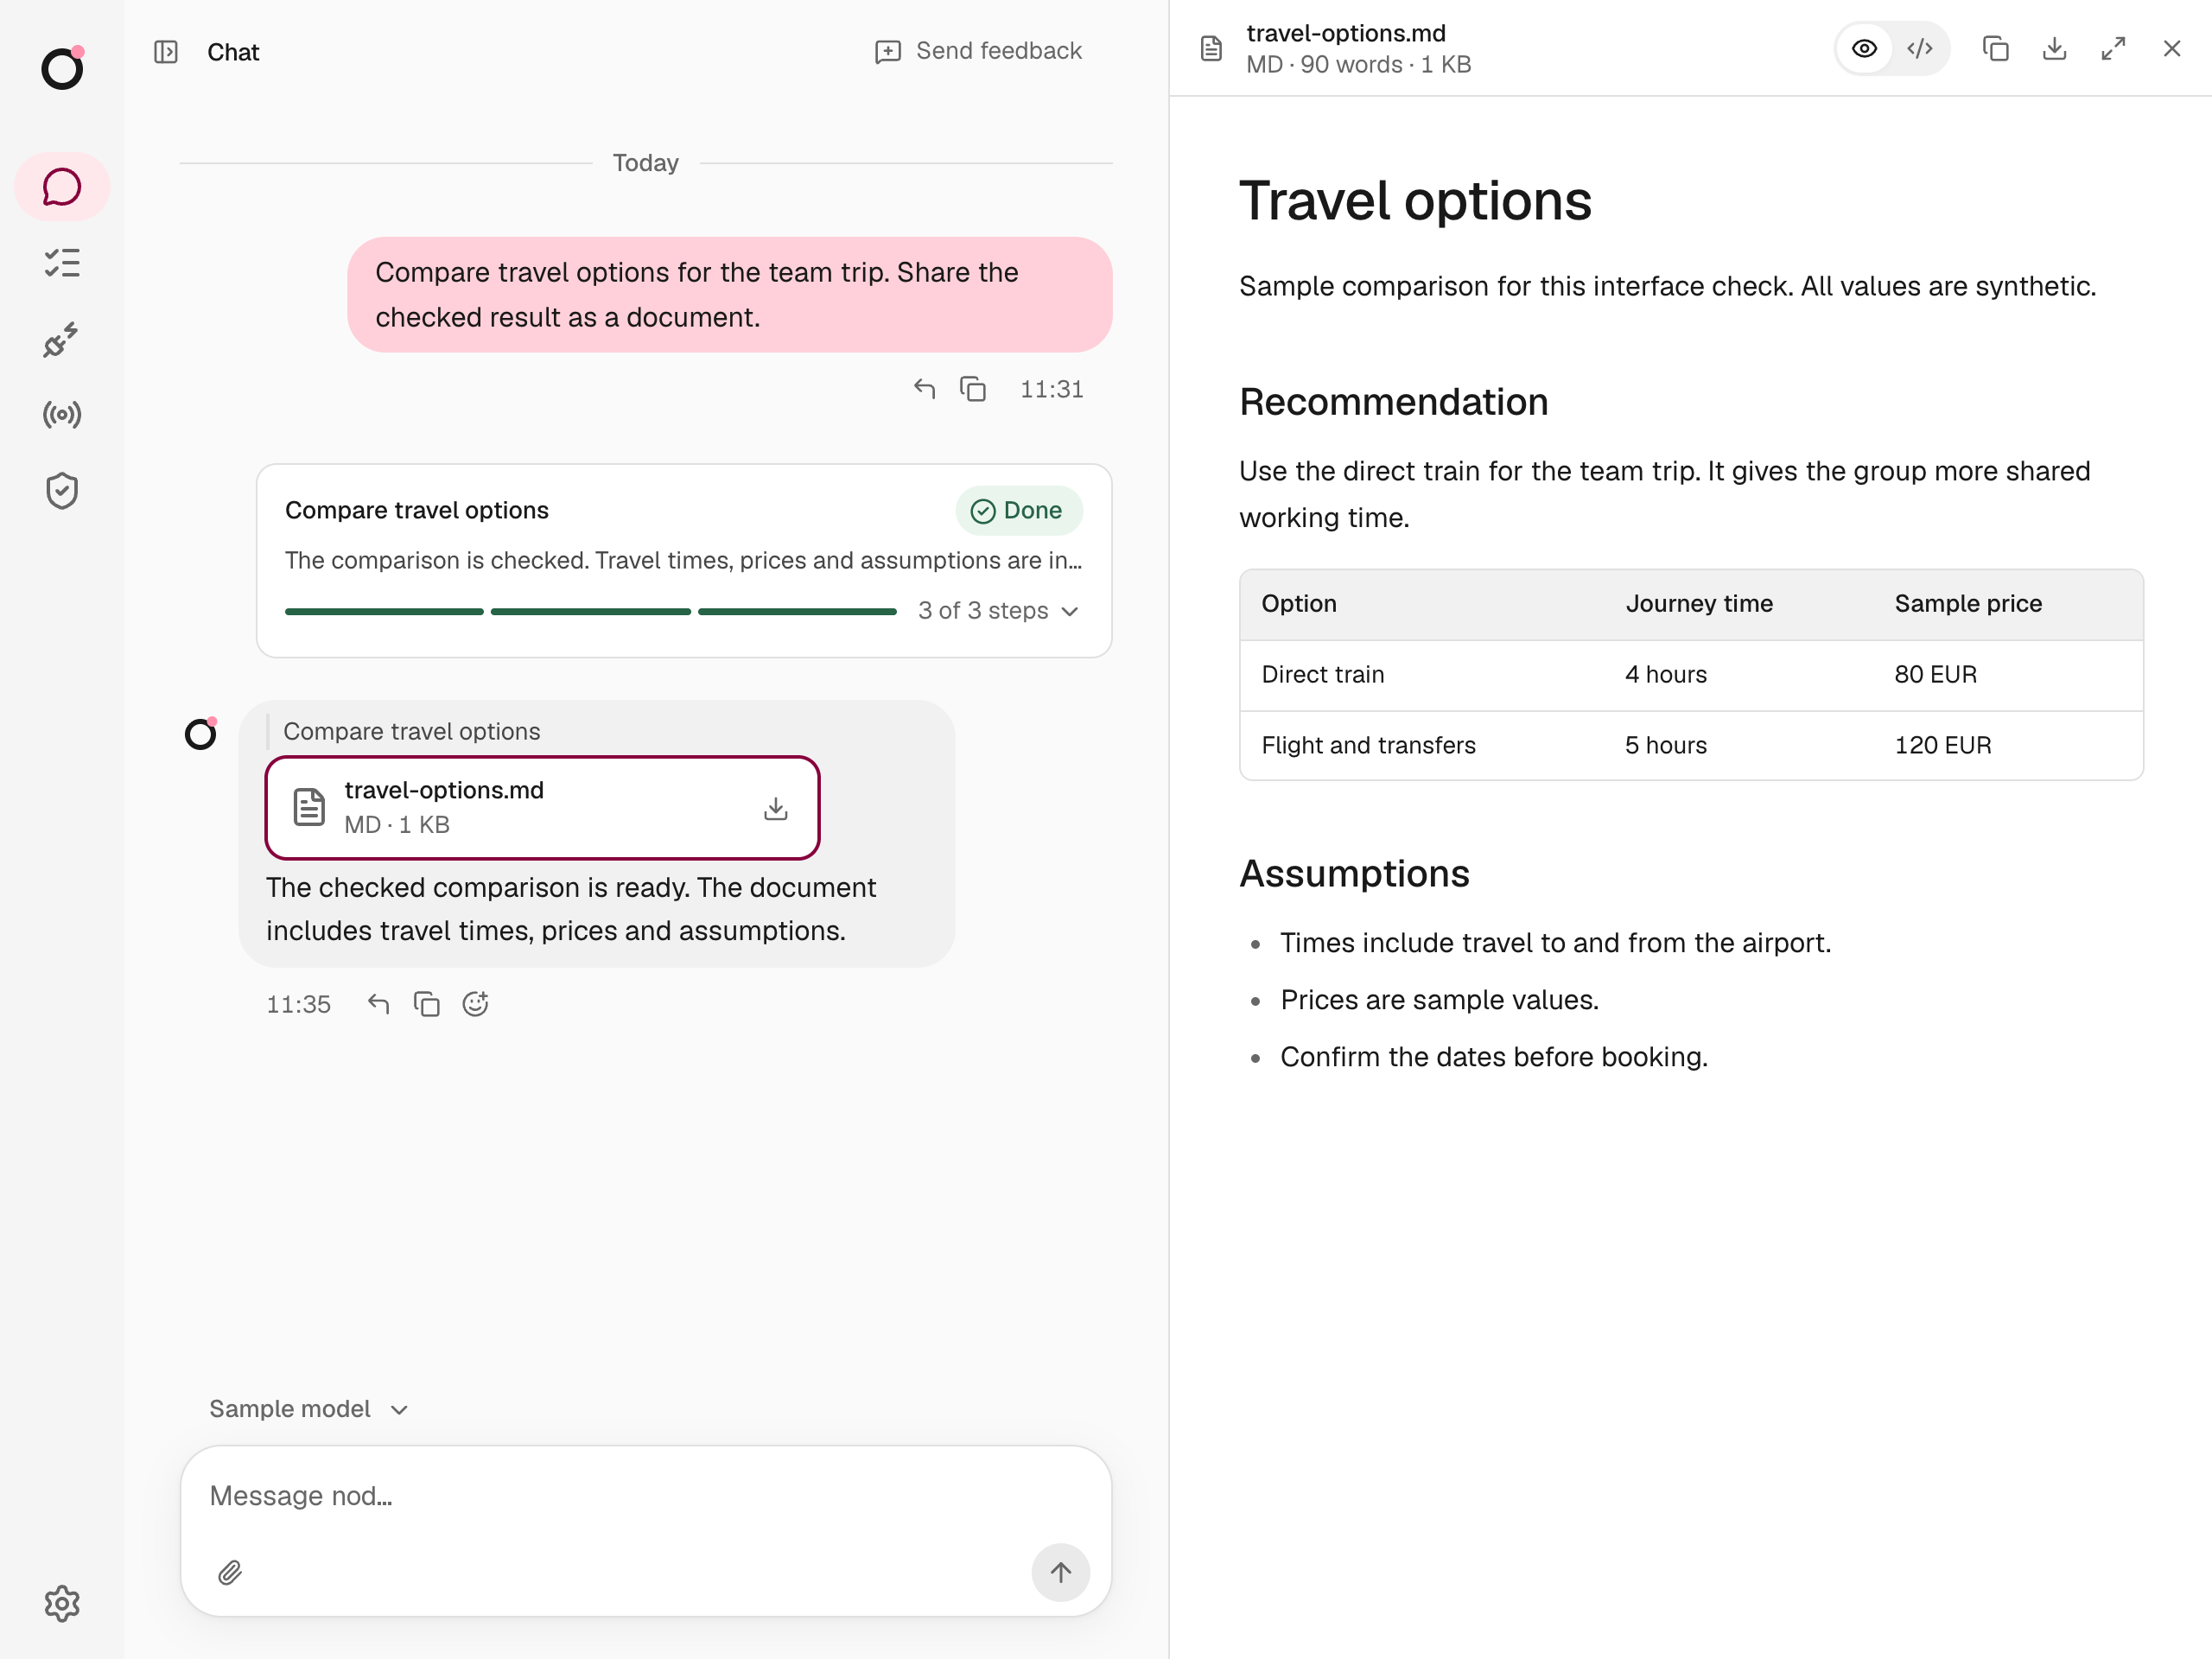 Chat
Send feedback
Today
Compare travel options for the team trip. Share the
checked result as a document.
11:31
Compare travel options
Done
The comparison is checked. Travel times, prices and assumptions are in…
3 of 3 steps
Compare travel options
travel-options.md
MD · 1 KB
The checked comparison is ready. The document
includes travel times, prices and assumptions.
11:35
Sample model
Message nod…
travel-options.md
MD · 90 words · 1 KB
Travel options
Sample comparison for this interface check. All values are synthetic.
Recommendation
Use the direct train for the team trip. It gives the group more shared
working time.
Option Journey time Sample price
Direct train 4 hours 80 EUR
Flight and transfers 5 hours 120 EUR
Assumptions
Times include travel to and from the airport.
Prices are sample values.
Confirm the dates before booking.